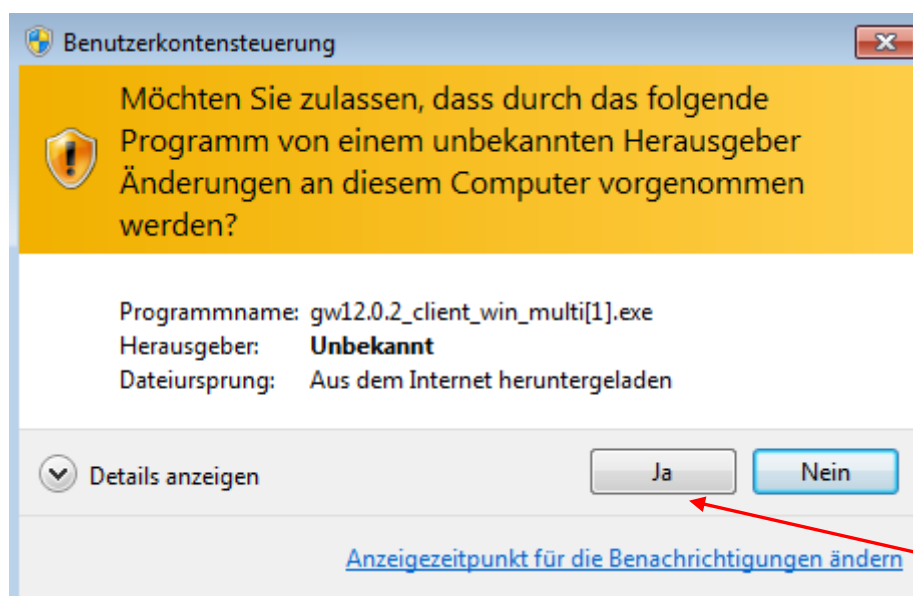 Benutzerkontensteuerung
Möchten Sie zulassen, dass durch das folgende
Programm von einem unbekannten Herausgeber
Änderungen an diesem Computer vorgenommen
werden?
Programmname: gw12.0.2_client_win_multi[1].exe
Herausgeber: Unbekannt
Dateiursprung: Aus dem Internet heruntergeladen
Details anzeigen Ja Nein
Anzeigezeitpunkt für die Benachrichtigungen ändern